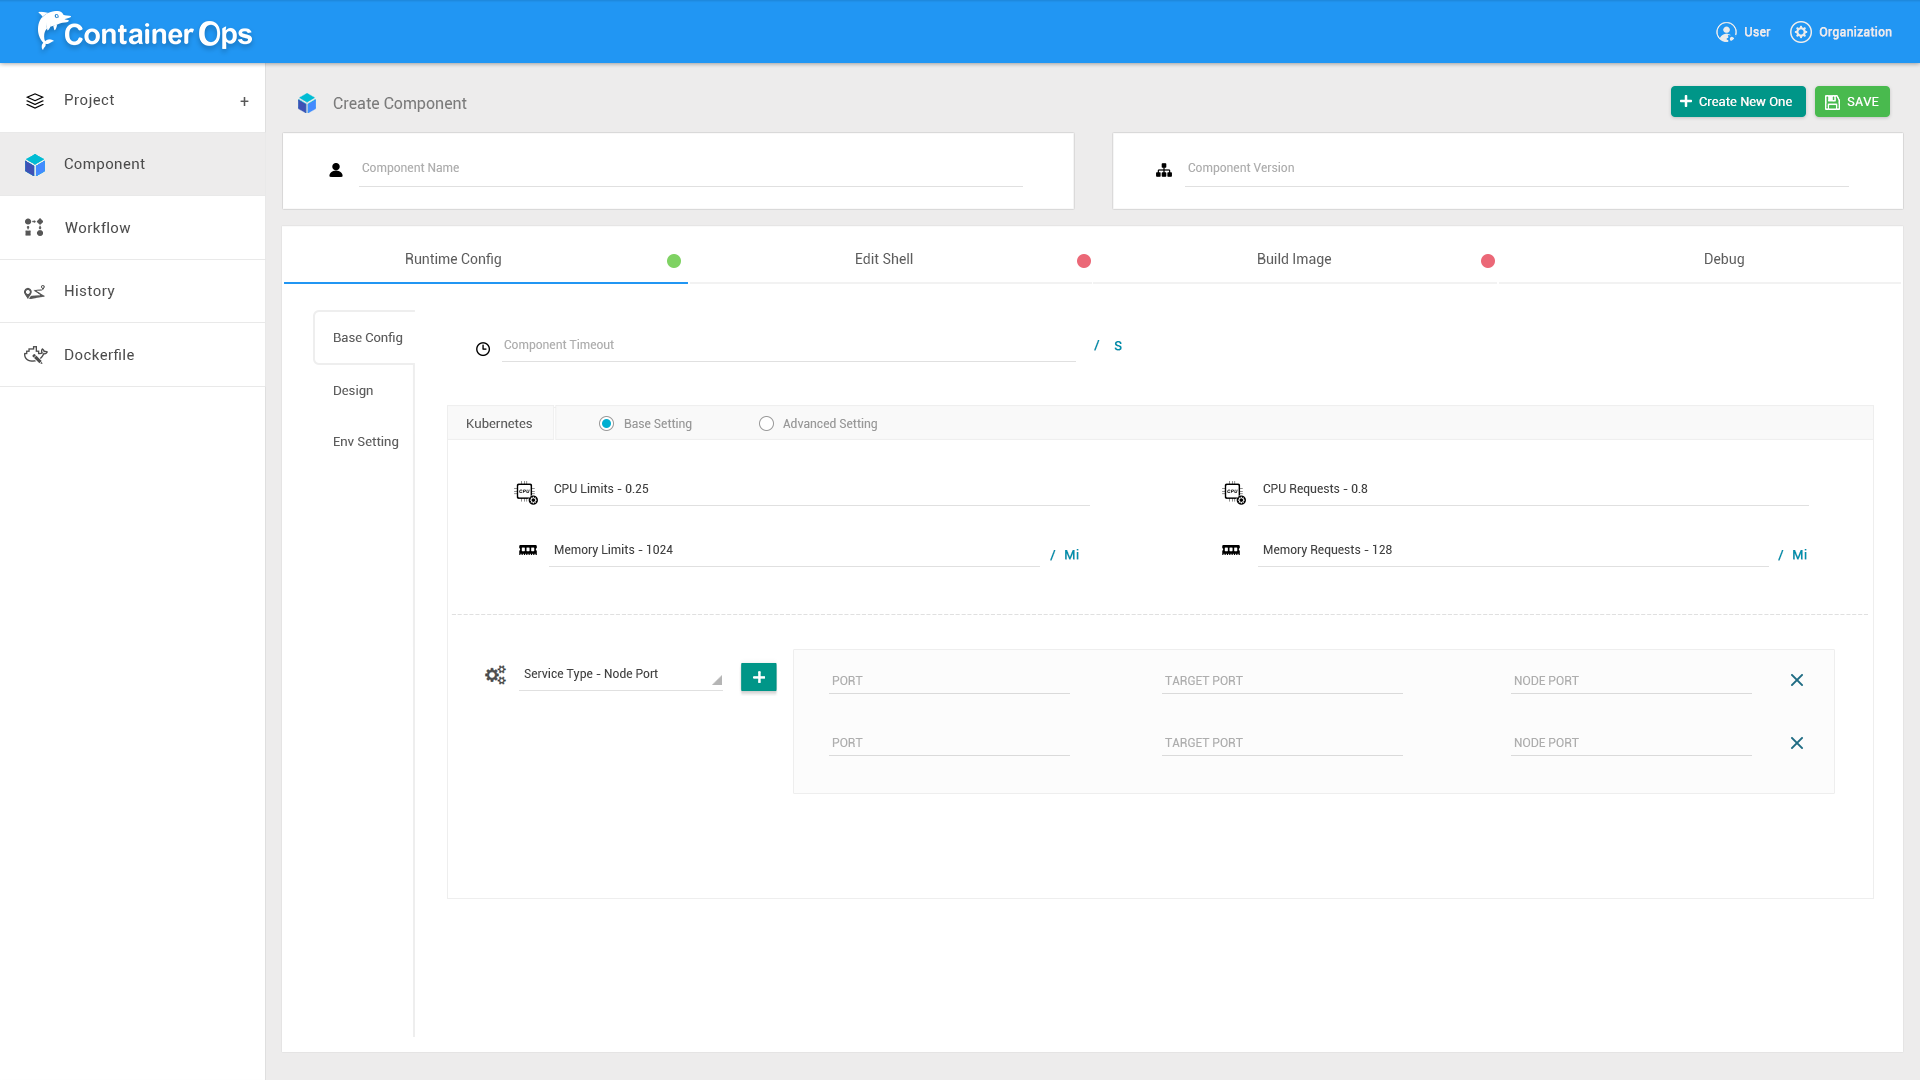 Container Ops
User
Organization
Project +
Component
Workflow
History
Dockerfile
Create Component
Create New One
SAVE
Component Name
Component Version
Runtime Config
Edit Shell
Build Image
Debug
Base Config
Design
Env Setting
Component Timeout
/ S
Kubernetes
Base Setting
Advanced Setting
CPU
CPU Limits - 0.25
CPU
CPU Requests - 0.8
Memory Limits - 1024
/ Mi
Memory Requests - 128
/ Mi
Service Type - Node Port
+
PORT
TARGET PORT
NODE PORT
PORT
TARGET PORT
NODE PORT